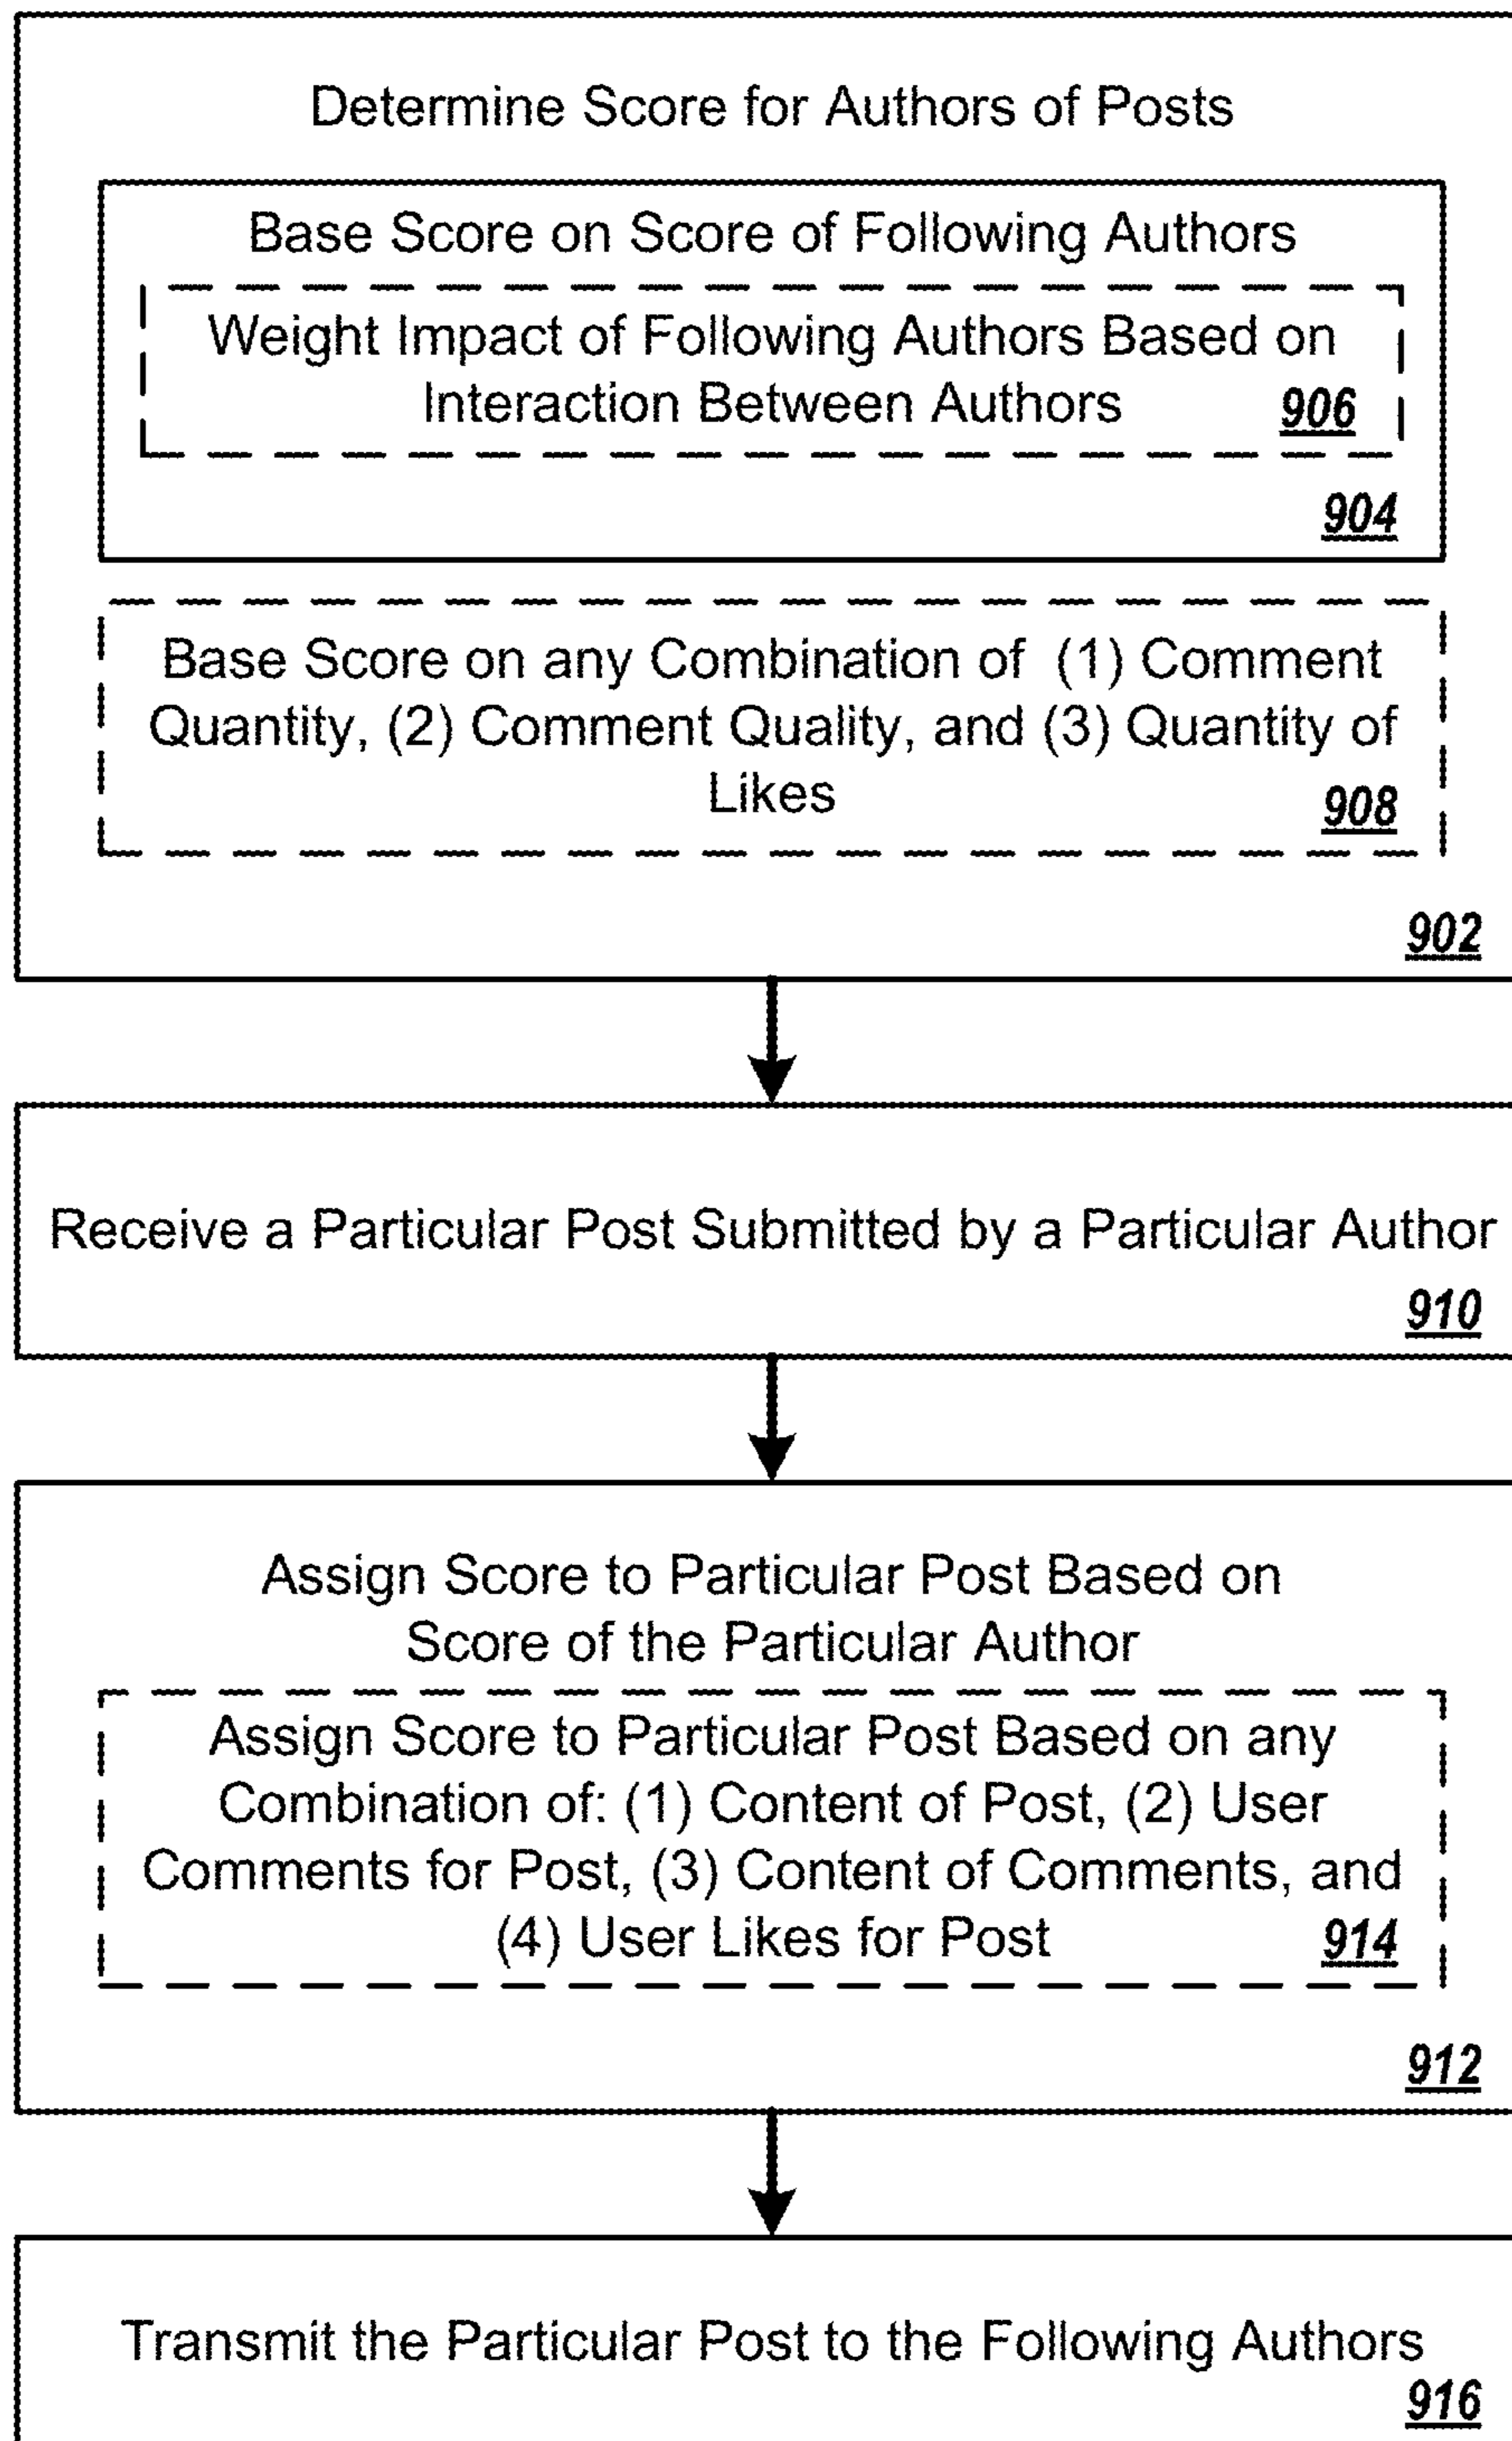 Determine Score for Authors of Posts
Base Score on Score of Following Authors
Weight Impact of Following Authors Based on
Interaction Between Authors 906
904
Base Score on any Combination of (1) Comment
Quantity, (2) Comment Quality, and (3) Quantity of
Likes 908
902
Receive a Particular Post Submitted by a Particular Author
910
Assign Score to Particular Post Based on
Score of the Particular Author
Assign Score to Particular Post Based on any
Combination of: (1) Content of Post, (2) User
Comments for Post, (3) Content of Comments, and
(4) User Likes for Post 914
912
Transmit the Particular Post to the Following Authors
916